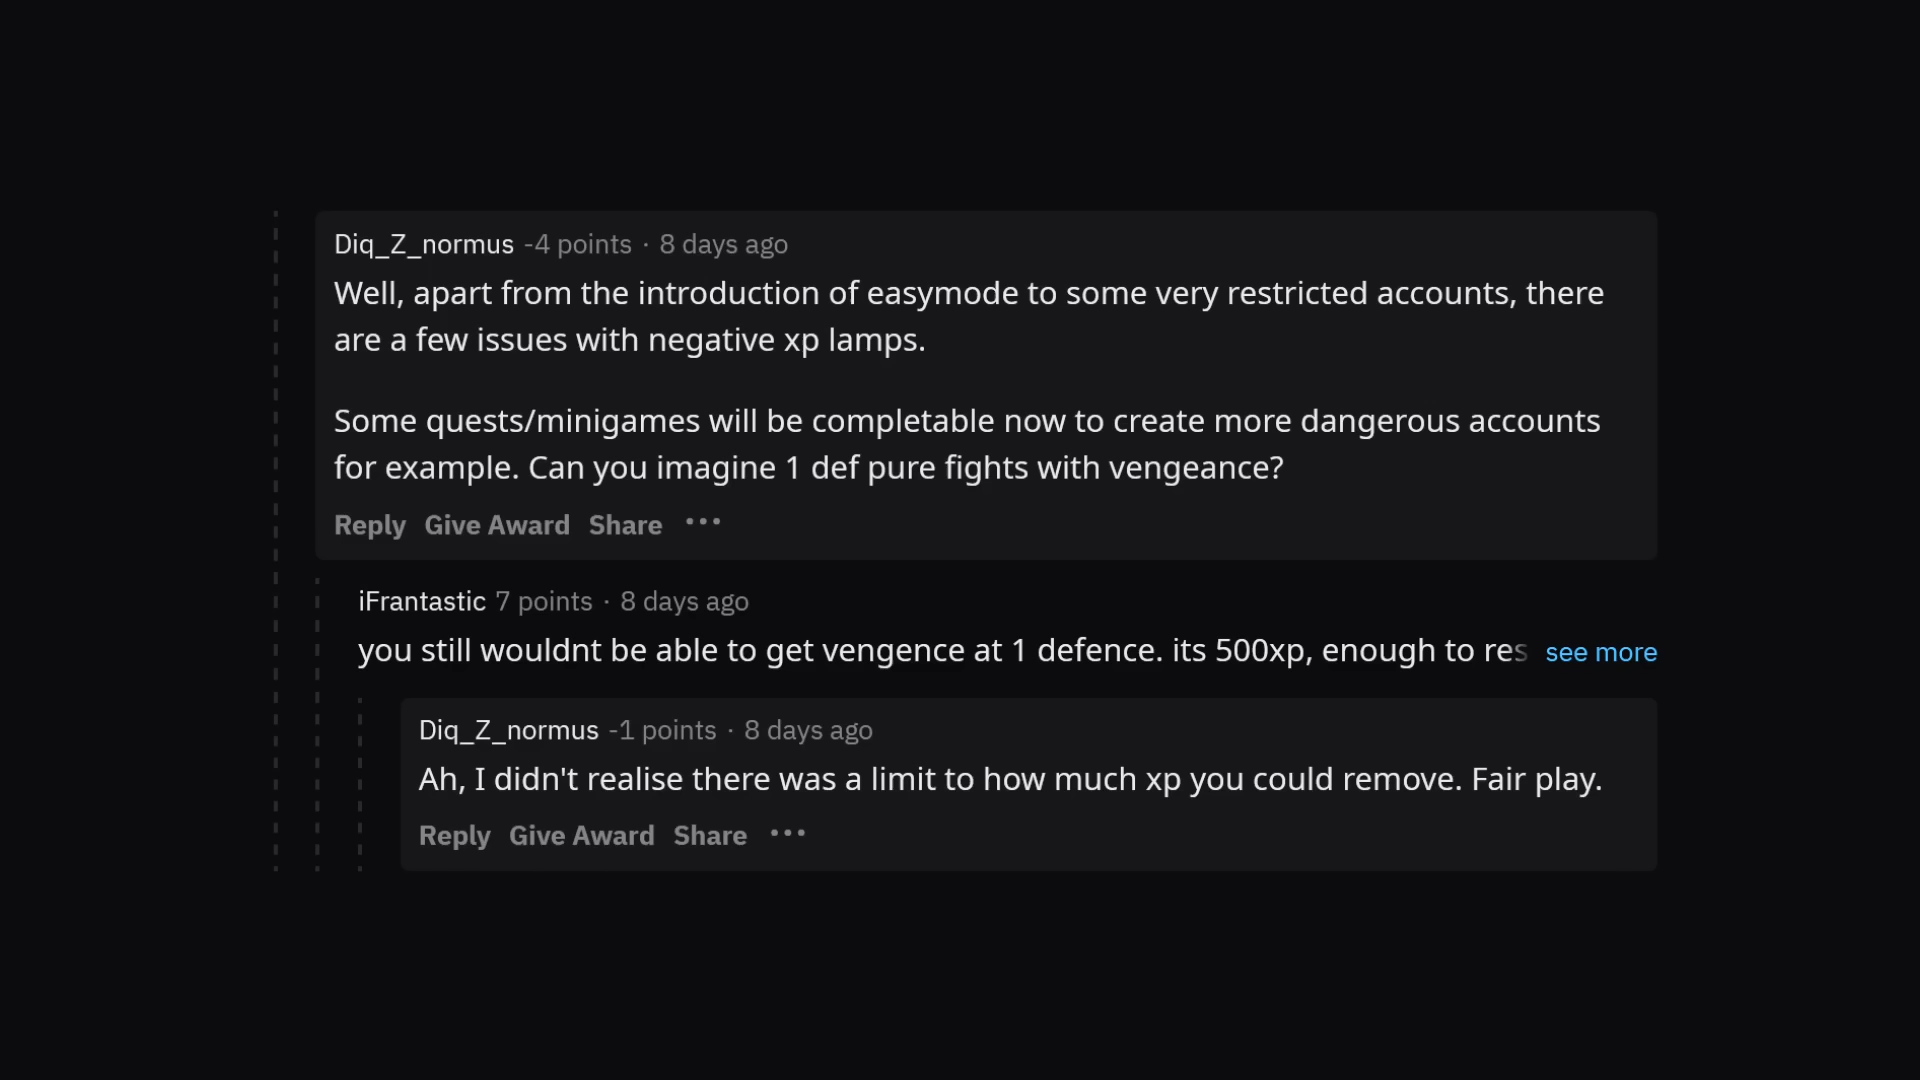 Diq_Z_normus -4 points · 8 days ago
Well, apart from the introduction of easymode to some very restricted accounts, there
are a few issues with negative xp lamps.
Some quests/minigames will be completable now to create more dangerous accounts
for example. Can you imagine 1 def pure fights with vengeance?
Reply Give Award Share •••
iFrantastic 7 points · 8 days ago
you still wouldnt be able to get vengence at 1 defence. its 500xp, enough to res see more
Diq_Z_normus -1 points · 8 days ago
Ah, I didn't realise there was a limit to how much xp you could remove. Fair play.
Reply Give Award Share •••